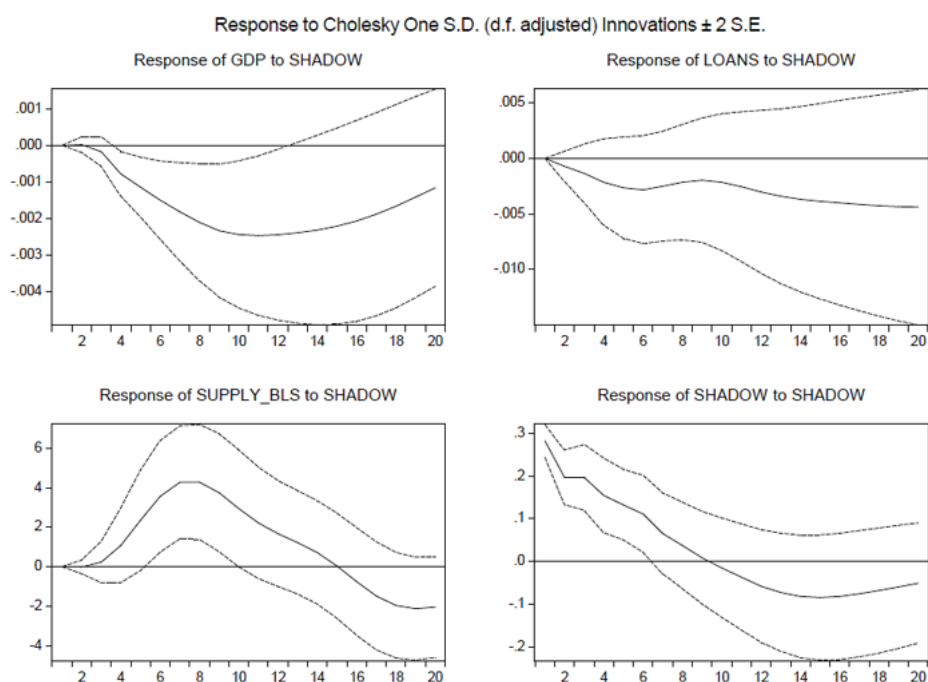 Response to Cholesky One S.D. (d.f. adjusted) Innovations ± 2 S.E.
Response of GDP to SHADOW
.001
.000
-.001
-.002
-.003
-.004
2 4 6 8 10 12 14 16 18 20
Response of LOANS to SHADOW
.005
.000
-.005
-.010
2 4 6 8 10 12 14 16 18 20
Response of SUPPLY_BLS to SHADOW
6
4
2
0
-2
-4
2 4 6 8 10 12 14 16 18 20
Response of SHADOW to SHADOW
.3
.2
.1
.0
-.1
-.2
2 4 6 8 10 12 14 16 18 20